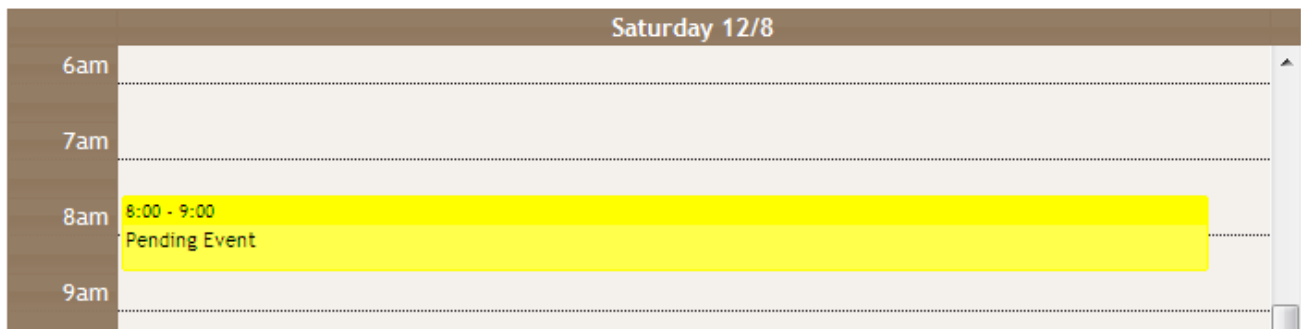 Saturday 12/8
6am
7am
8am
8:00 - 9:00
Pending Event
9am